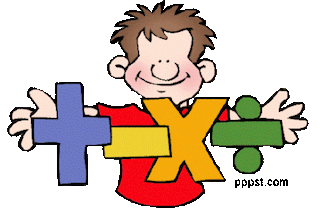 + - x ÷
pppst.com